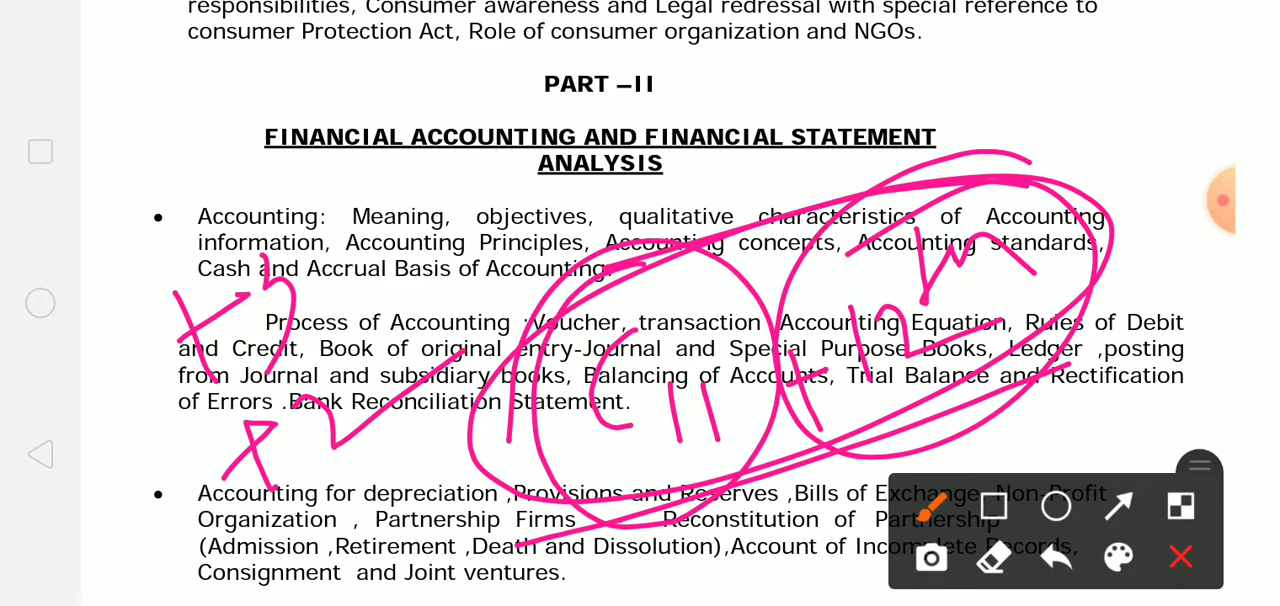 responsibilities, Consumer awareness and Legal redressal with special reference to
consumer Protection Act, Role of consumer organization and NGOs.
PART –II
FINANCIAL ACCOUNTING AND FINANCIAL STATEMENT
ANALYSIS
• Accounting: Meaning, objectives, qualitative characteristics of Accounting
information, Accounting Principles, Accounting concepts, Accounting standards,
Cash and Accrual Basis of Accounting.
Process of Accounting :Voucher, transaction Accounting Equation, Rules of Debit
and Credit, Book of original entry-Journal and Special Purpose Books, Ledger ,posting
from Journal and subsidiary books, Balancing of Accounts, Trial Balance and Rectification
of Errors .Bank Reconciliation Statement.
• Accounting for depreciation ,Provisions and Reserves ,Bills of Exchange Non-Profit
Organization , Partnership Firms Reconstitution of Partnership
(Admission ,Retirement ,Death and Dissolution),Account of Incomplete Records,
Consignment and Joint ventures.